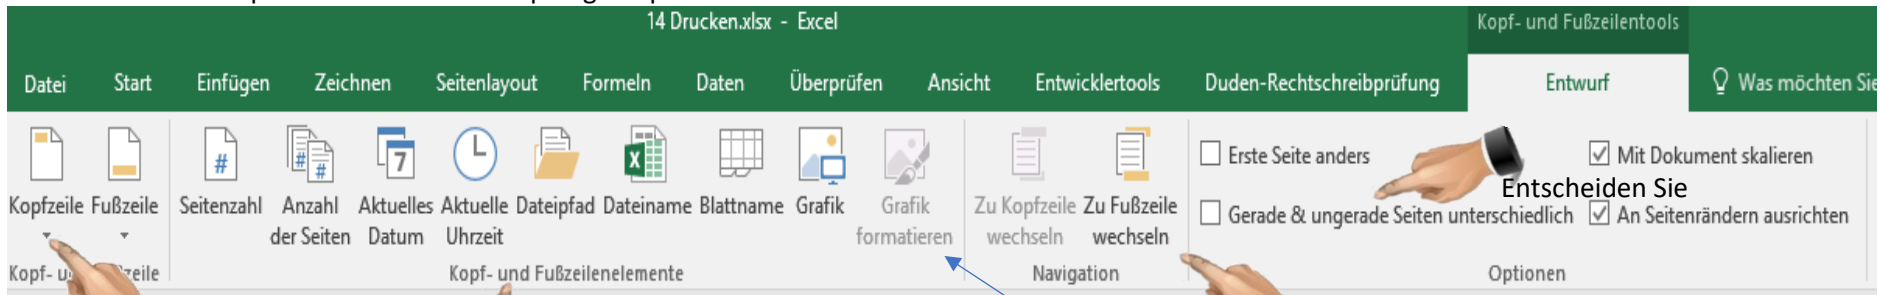 14 Drucken.xlsx - Excel
Kopf- und Fußzeilentools
Datei Start Einfügen Zeichnen Seitenlayout Formeln Daten Überprüfen Ansicht Entwicklertools Duden-Rechtschreibprüfung Entwurf Was möchten Sie
Kopfzeile Fußzeile Seitenzahl Anzahl der Seiten Aktuelles Datum Aktuelle Uhrzeit Dateipfad Dateiname Blattname Grafik Grafik formatieren Zu Kopfzeile wechseln Zu Fußzeile wechseln
Erste Seite anders
Mit Dokument skalieren
Entscheiden Sie
Gerade & ungerade Seiten unterschiedlich
An Seitenrändern ausrichten
Kopf- zeile Kopf- und Fußzeilenelemente Navigation Optionen